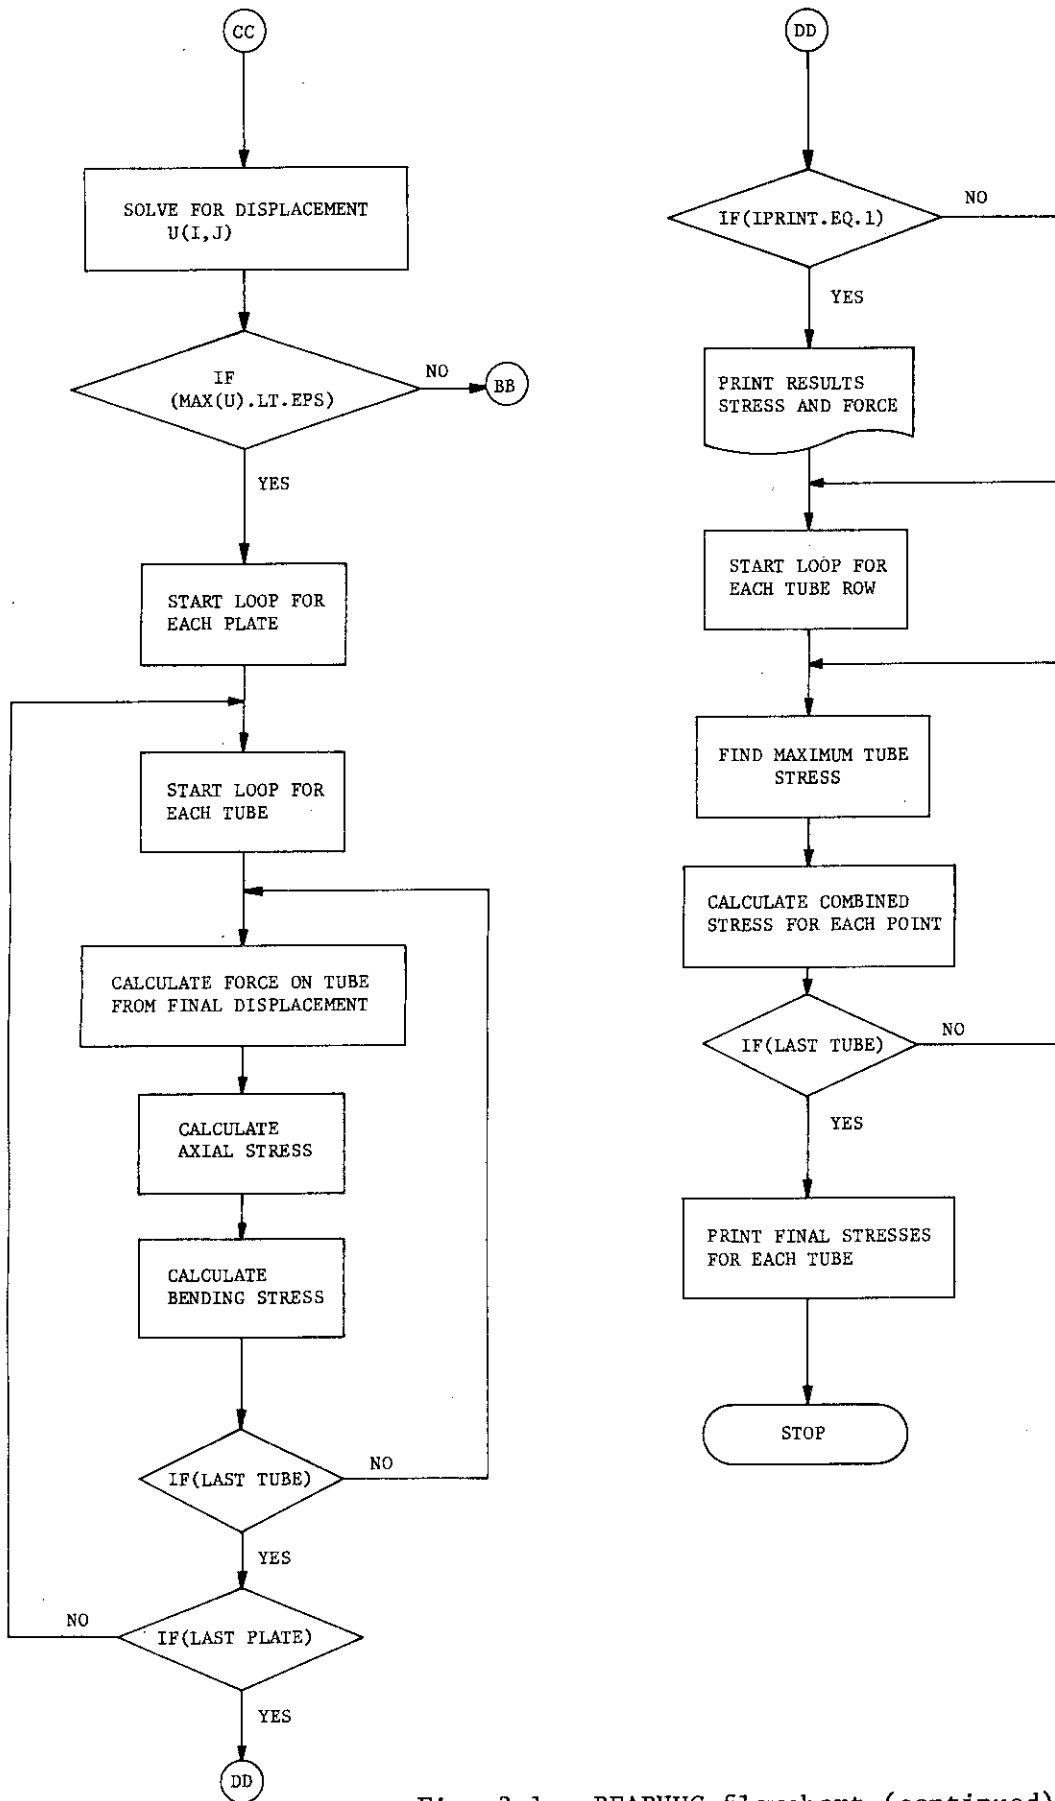 CC
SOLVE FOR DISPLACEMENT
U(I,J)
IF
(MAX(U).LT.EPS)
NO
BB
YES
START LOOP FOR
EACH PLATE
START LOOP FOR
EACH TUBE
CALCULATE FORCE ON TUBE
FROM FINAL DISPLACEMENT
CALCULATE
AXIAL STRESS
CALCULATE
BENDING STRESS
IF(LAST TUBE)
NO
YES
IF(LAST PLATE)
NO
YES
DD
DD
IF(IPRINT.EQ.1)
NO
YES
PRINT RESULTS
STRESS AND FORCE
START LOOP FOR
EACH TUBE ROW
FIND MAXIMUM TUBE
STRESS
CALCULATE COMBINED
STRESS FOR EACH POINT
IF(LAST TUBE)
NO
YES
PRINT FINAL STRESSES
FOR EACH TUBE
STOP
flowchart (continued)